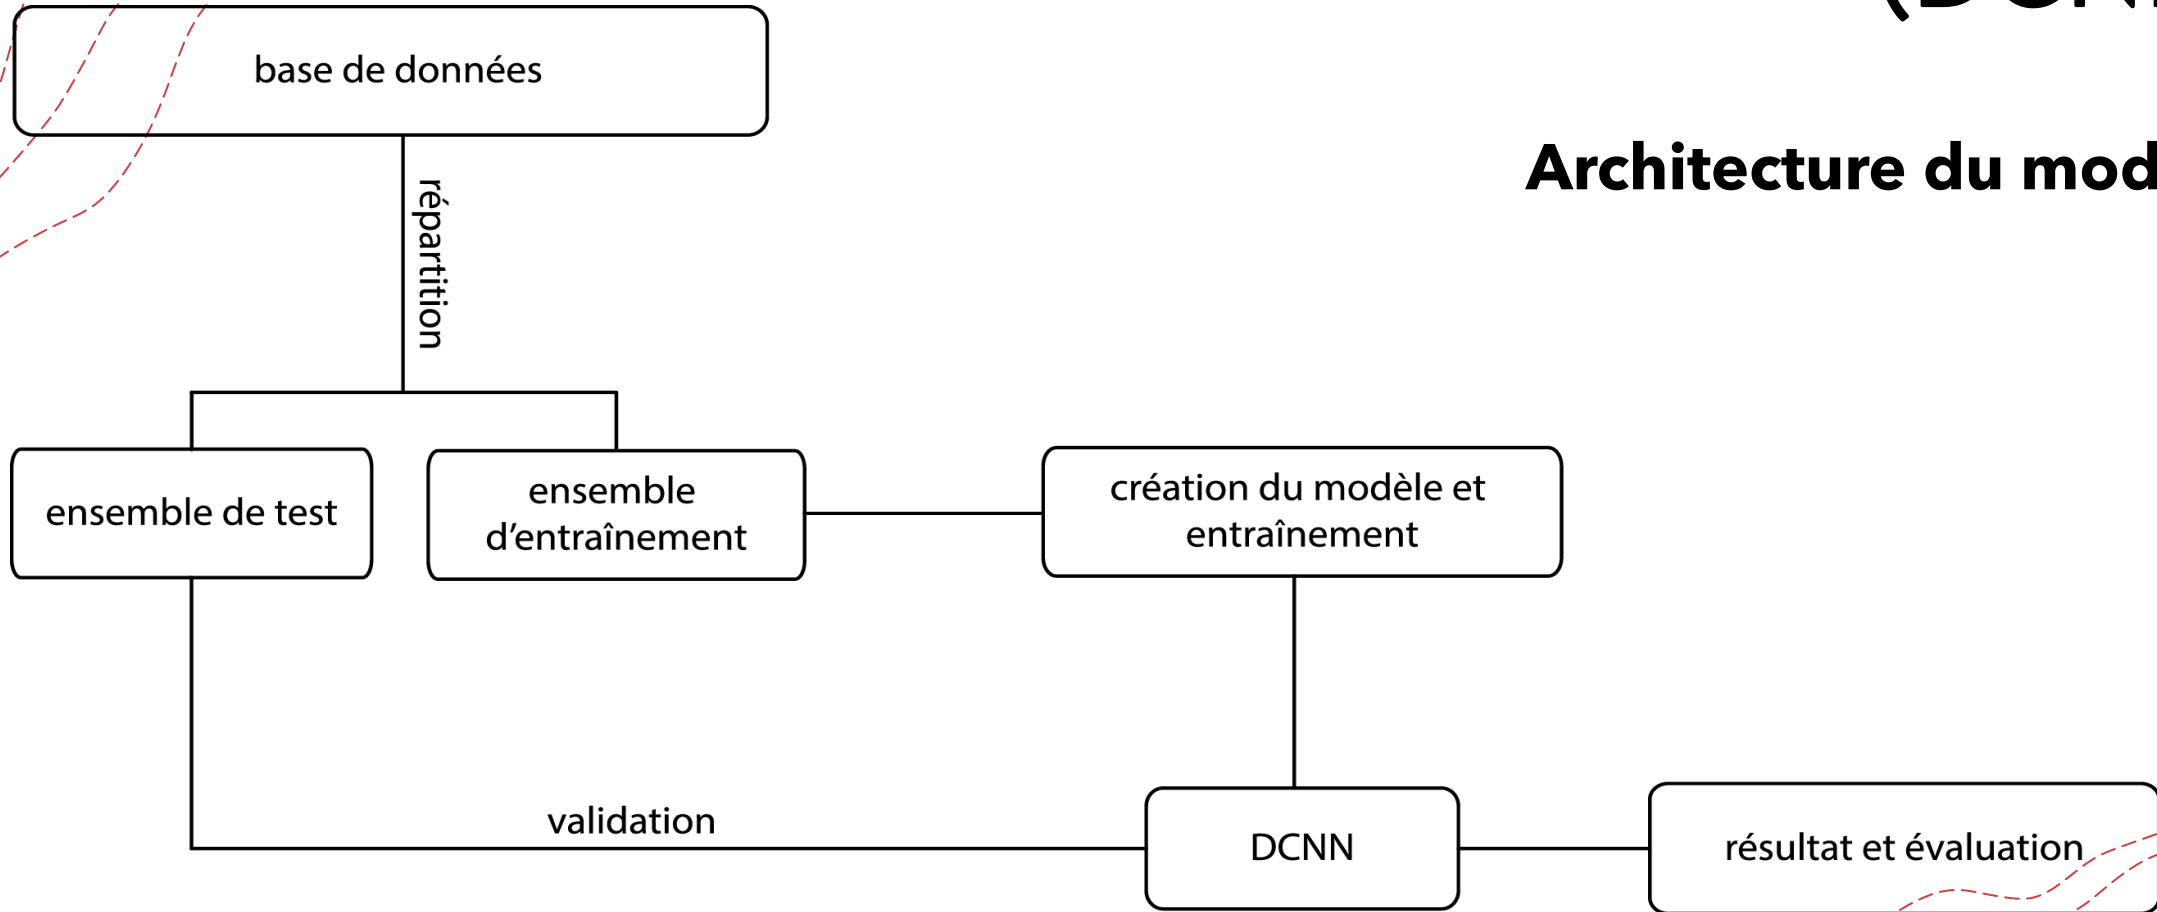 base de données
Architecture du
répartition
ensemble de test
ensemble
d’entraînement
création du modèle et
entraînement
validation
DCNN
résultat et évaluation